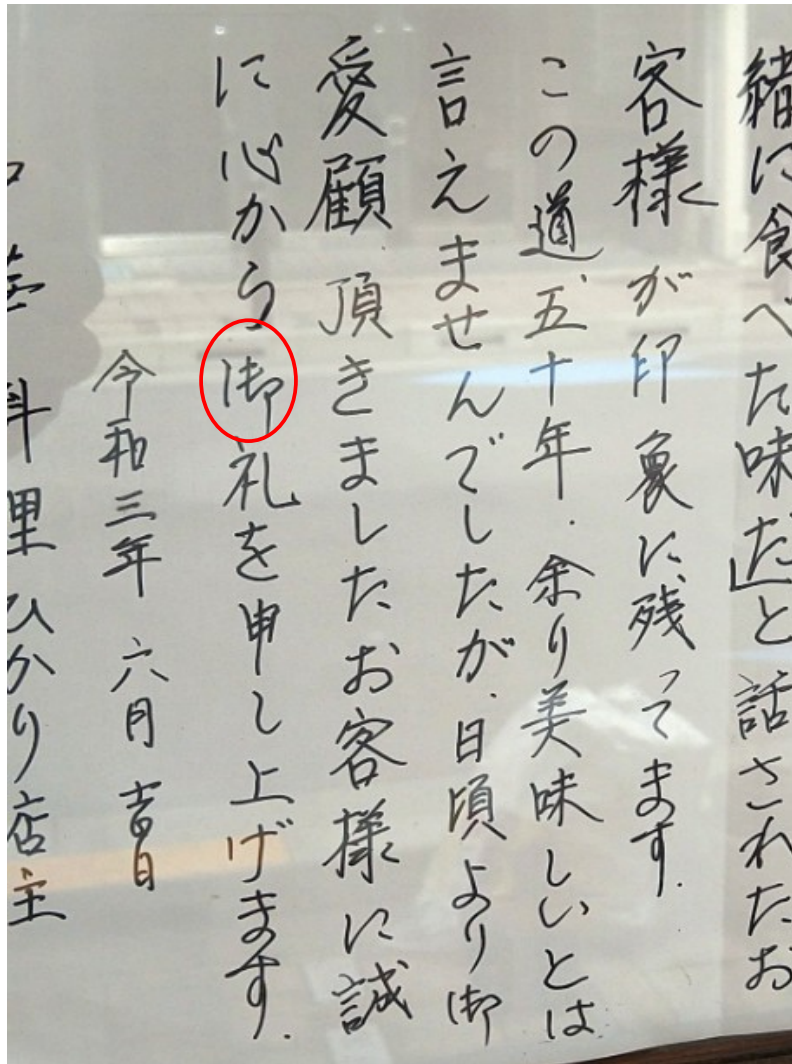 緒に食べた味だ」と話されたお
客様が印象に残ってます.
この道、五十年.余り美味しいとは
言えませんでしたが、日頃より御
愛顧頂きましたお客様に誠
に心から御礼を申し上げます.
令和三年 六月 吉日
料理ひかり店主